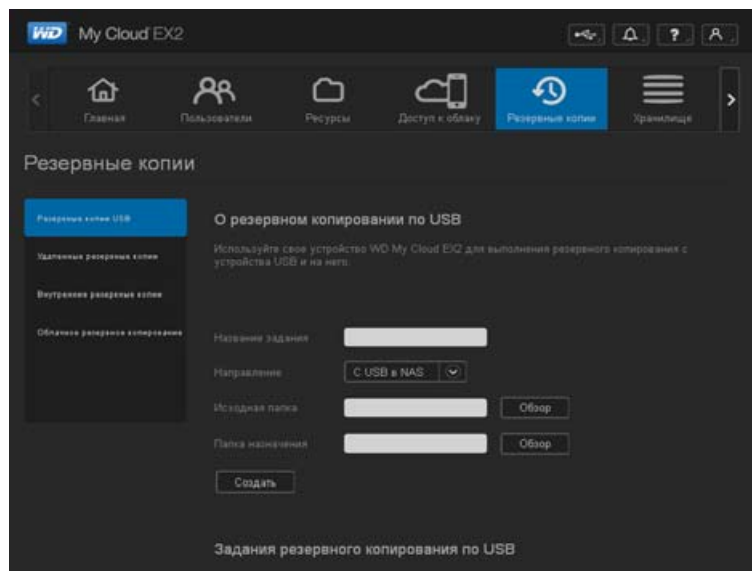 WD My Cloud EX2
?
Главная
Пользователи
Ресурсы
Доступ к облаку
Резервные копии
Хранилище
Резервные копии
Резервные копии USB
Удаленные резервные копии
Внутренние резервные копии
Облачное резервное копирование
О резервном копировании по USB
Используйте свое устройство WD My Cloud EX2 для выполнения резервного копирования с
устройства USB и на него.
Название задания
Направление
С USB в NAS
Исходная папка
Обзор
Папка назначения
Обзор
Создать
Задания резервного копирования по USB